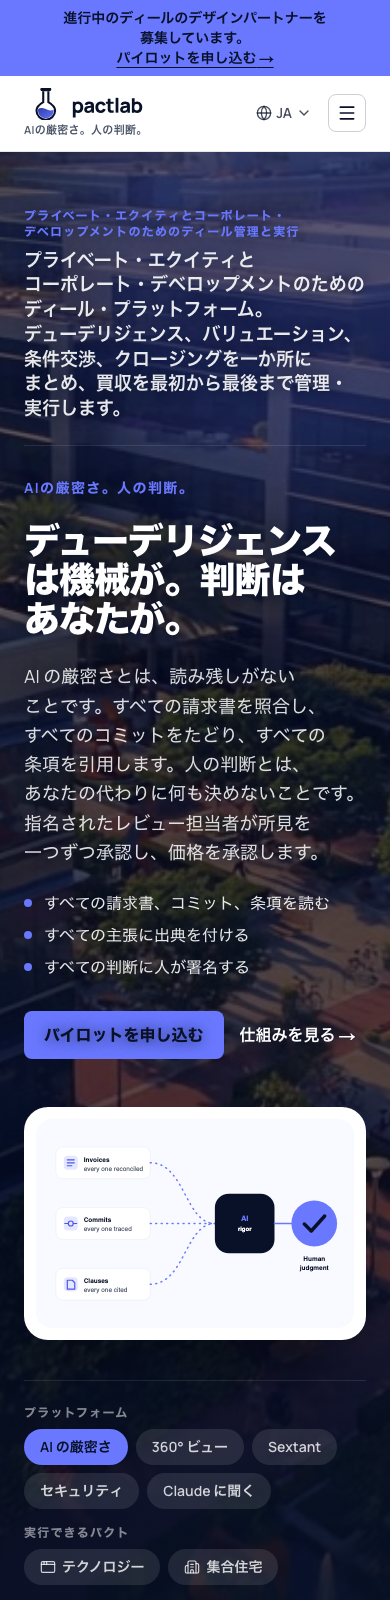 進行中のディールのデザインパートナーを
募集しています。
パイロットを申し込む →
pactlab
AIの厳密さ。人の判断。
JA
プライベート・エクイティとコーポレート・
デベロップメントのためのディール管理と実行
プライベート・エクイティと
コーポレート・デベロップメントのための
ディール・プラットフォーム。
デューデリジェンス、バリュエーション、
条件交渉、クロージングを一か所に
まとめ、買収を最初から最後まで管理・
実行します。
AIの厳密さ。人の判断。
デューデリジェンス
は機械が。判断は
あなたが。
AI の厳密さとは、読み残しがない
ことです。すべての請求書を照合し、
すべてのコミットをたどり、すべての
条項を引用します。人の判断とは、
あなたの代わりに何も決めないことです。
指名されたレビュー担当者が所見を
一つずつ承認し、価格を承認します。
すべての請求書、コミット、条項を読む
すべての主張に出典を付ける
すべての判断に人が署名する
パイロットを申し込む
仕組みを見る →
Invoices
every one reconciled
Commits
every one traced
Clauses
every one cited
AI
rigor
Human
judgment
プラットフォーム
AI の厳密さ
360° ビュー
Sextant
セキュリティ
Claude に聞く
実行できるパクト
テクノロジー
集合住宅